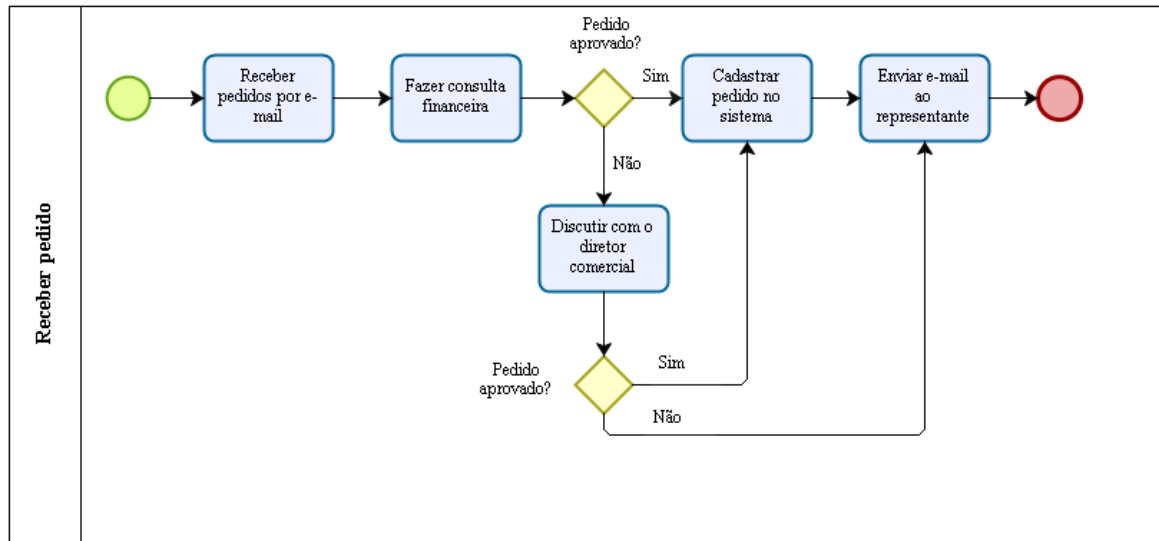 Receber pedido
Receber
pedidos por e-
mail
Fazer consulta
financeira
Pedido
aprovado?
Sim
Cadastrar
pedido no
sistema
Enviar e-mail
ao
representante
Não
Discutir com o
diretor
comercial
Pedido
aprovado?
Sim
Não